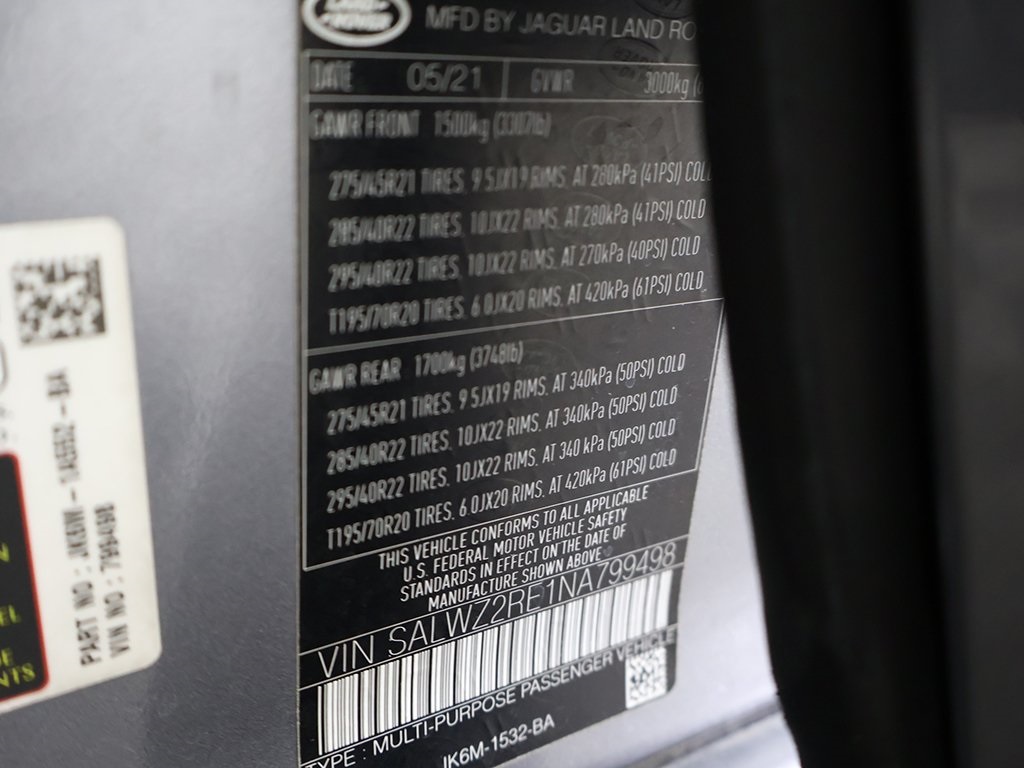 LAND
ROVER
MFD BY JAGUAR LAND RO
DATE 05/21 GVWR 3000kg (6
GAWR FRONT 1500kg (3307lb)
275/45R21 TIRES. 9 5JX19 RIMS. AT 280kPa (41PSI) COL
285/40R22 TIRES. 10JX22 RIMS. AT 280kPa (41PSI) COLD
295/40R22 TIRES. 10JX22 RIMS. AT 270kPa (40PSI) COLD
T195/70R20 TIRES. 6 0JX20 RIMS. AT 420kPa (61PSI) COLD
GAWR REAR 1700kg (3748lb)
275/45R21 TIRES. 9 5JX19 RIMS. AT 340kPa (50PSI) COLD
285/40R22 TIRES. 10JX22 RIMS. AT 340kPa (50PSI) COLD
295/40R22 TIRES. 10JX22 RIMS. AT 340 kPa (50PSI) COLD
T195/70R20 TIRES. 6.0JX20 RIMS. AT 420kPa (61PSI) COLD
THIS VEHICLE CONFORMS TO ALL APPLICABLE
U.S. FEDERAL MOTOR VEHICLE SAFETY
STANDARDS IN EFFECT ON THE DATE OF
MANUFACTURE SHOWN ABOVE
VIN SALWZ2RE1NA799498
TYPE : MULTI-PURPOSE PASSENGER VEHICLE
JK6M-1532-BA
PART NO :
VIN NO : 799498
N
EL
E
NTS